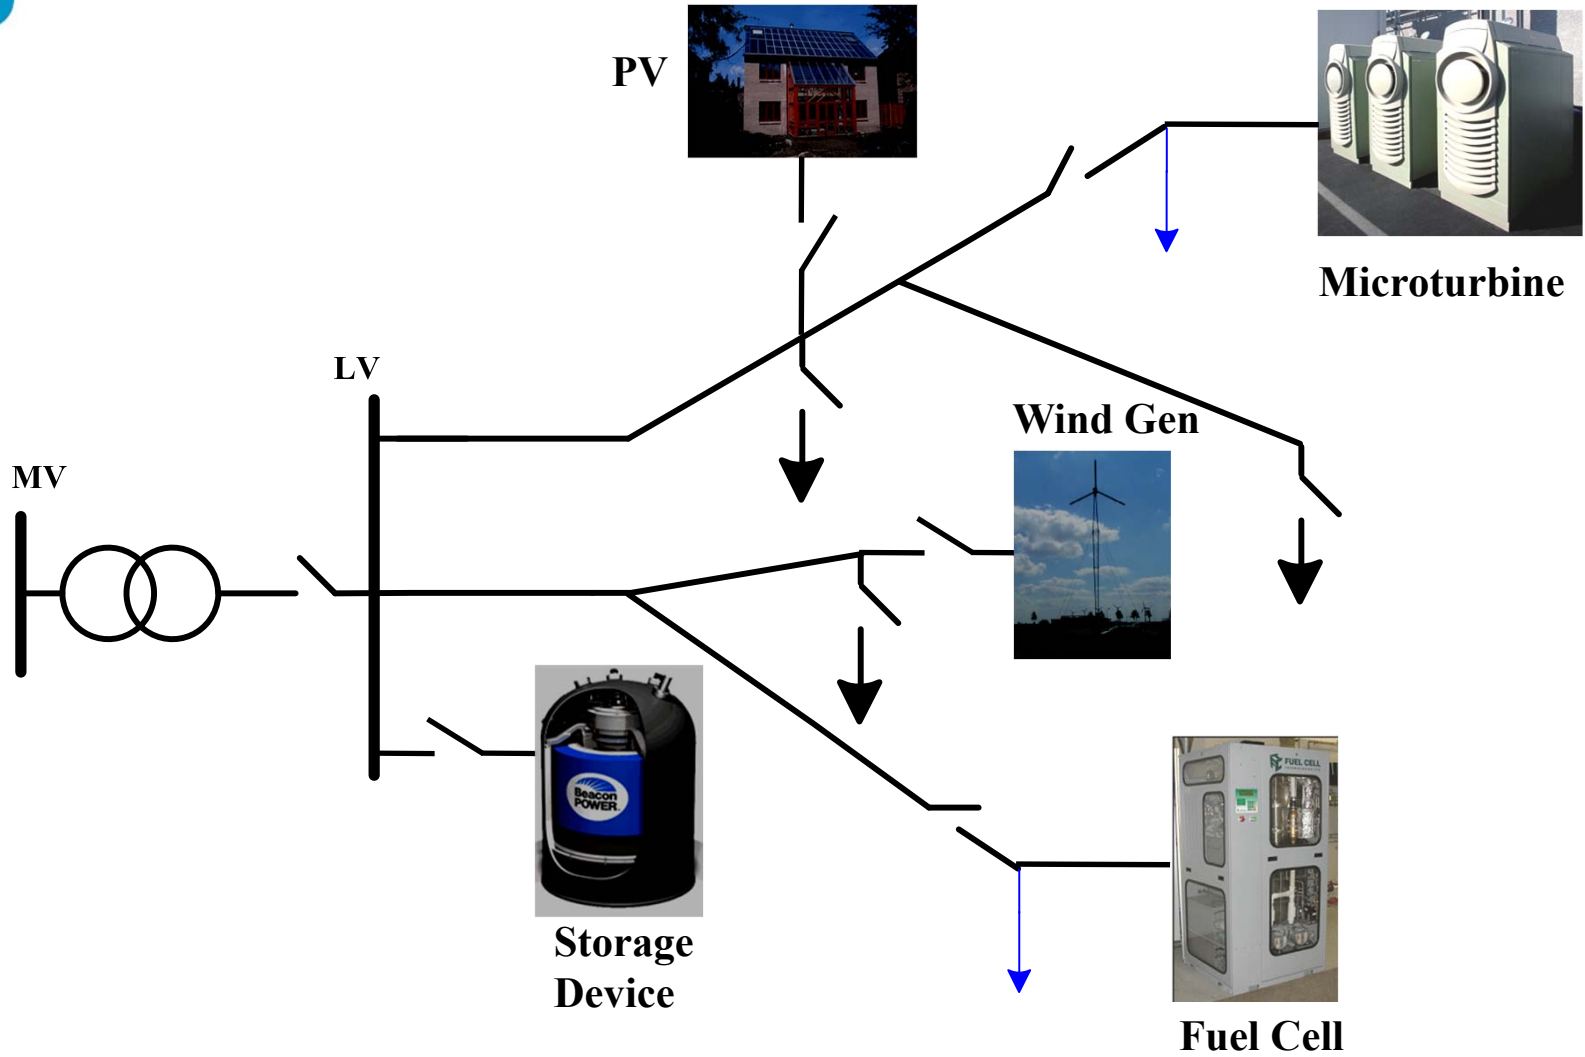 PV
Microturbine
LV
Wind Gen
MV
Beacon
POWER
FUEL CELL
Storage
Device
Fuel Cell